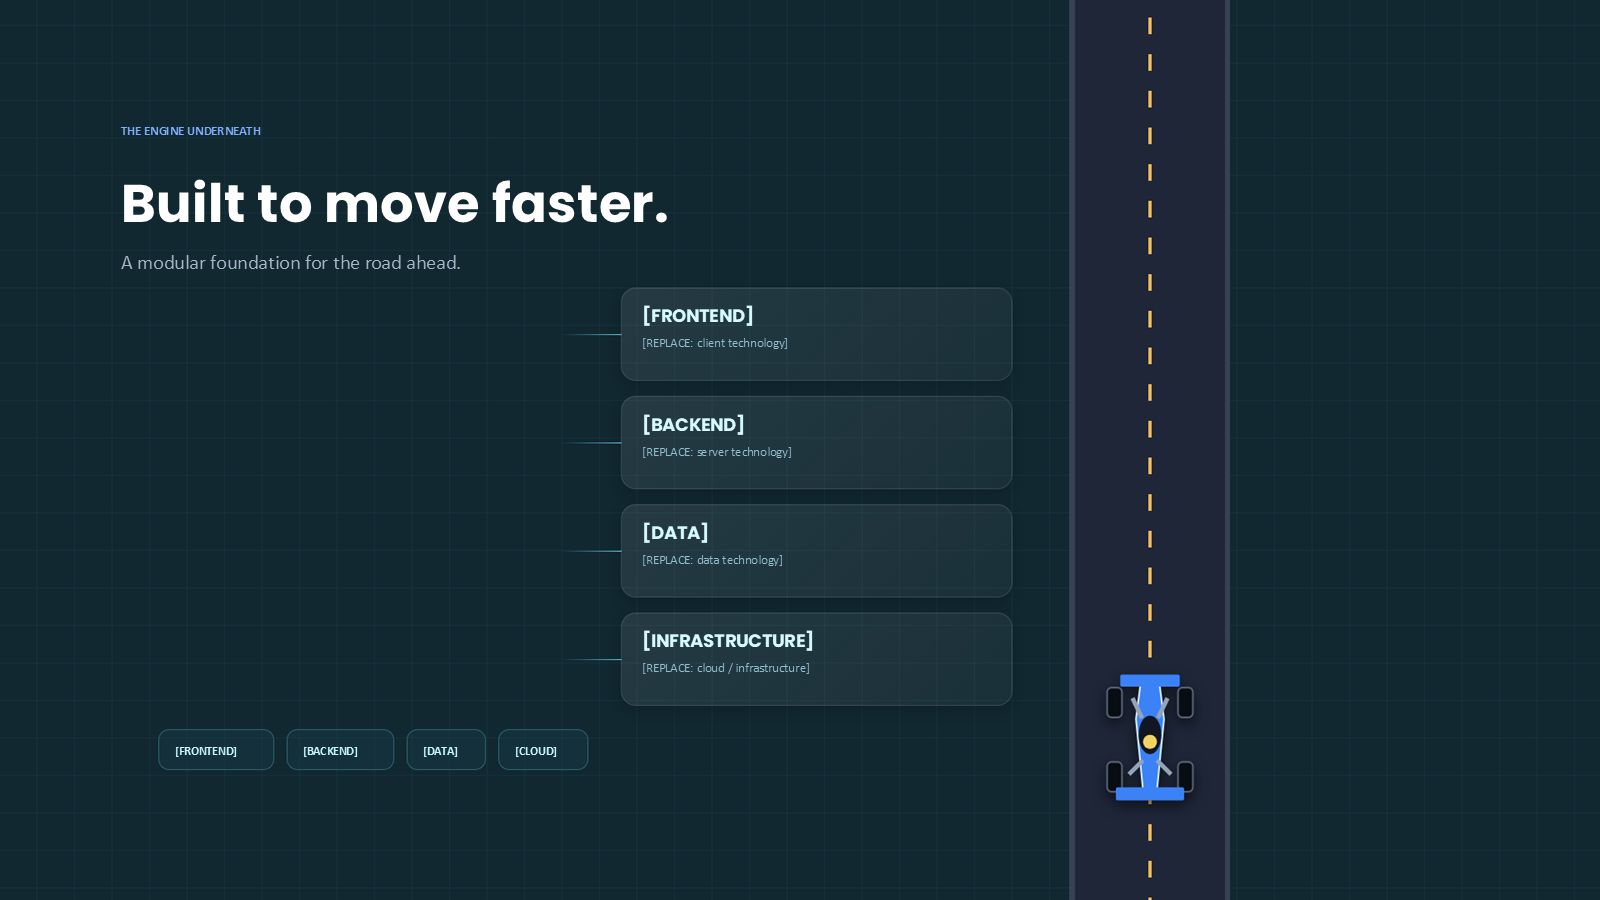 THE ENGINE UNDERNEATH
Built to move faster.
A modular foundation for the road ahead.
[FRONTEND]
[REPLACE: client technology]
[BACKEND]
[REPLACE: server technology]
[DATA]
[REPLACE: data technology]
[INFRASTRUCTURE]
[REPLACE: cloud / infrastructure]
[FRONTEND] [BACKEND] [DATA] [CLOUD]